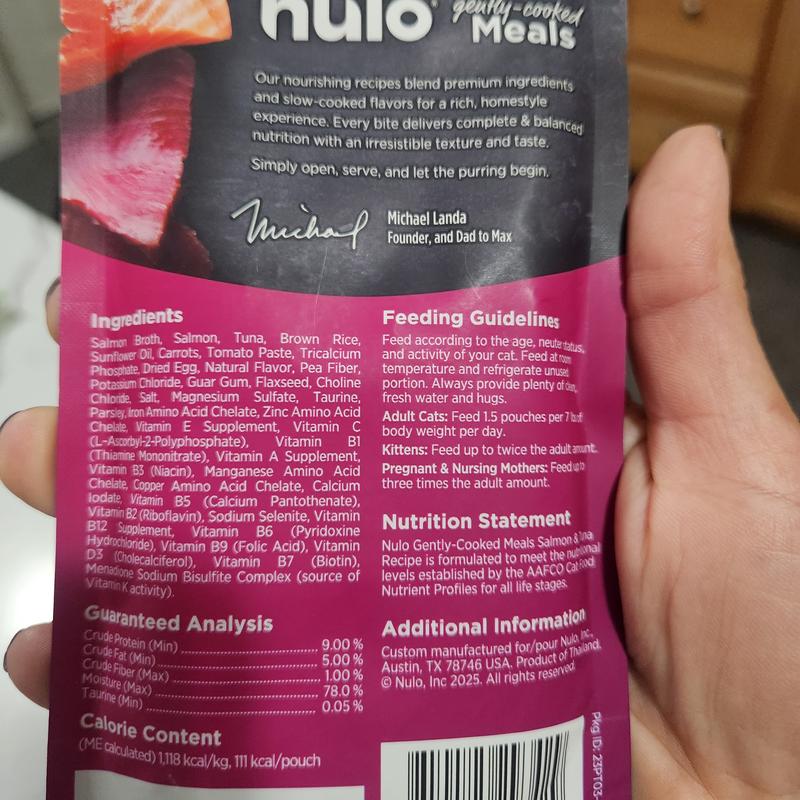 nulo gently-cooked
Meals
Our nourishing recipes blend premium ingredients
and slow-cooked flavors for a rich, homestyle
experience. Every bite delivers complete & balanced
nutrition with an irresistible texture and taste.
Simply open, serve, and let the purring begin.
Michael
Michael Landa
Founder, and Dad to Max
Ingredients
Salmon Broth, Salmon, Tuna, Brown Rice,
Sunflower Oil, Carrots, Tomato Paste, Tricalcium
Phosphate, Dried Egg, Natural Flavor, Pea Fiber,
Potassium Chloride, Guar Gum, Flaxseed, Choline
Chloride, Salt, Magnesium Sulfate, Taurine,
Parsley, Iron Amino Acid Chelate, Zinc Amino Acid
Chelate, Vitamin E Supplement, Vitamin C
(L-Ascorbyl-2-Polyphosphate), Vitamin B1
(Thiamine Mononitrate), Vitamin A Supplement,
Vitamin B3 (Niacin), Manganese Amino Acid
Chelate, Copper Amino Acid Chelate, Calcium
Iodate, Vitamin B5 (Calcium Pantothenate),
Vitamin B2 (Riboflavin), Sodium Selenite, Vitamin
B12 Supplement, Vitamin B6 (Pyridoxine
Hydrochloride), Vitamin B9 (Folic Acid), Vitamin
D3 (Cholecalciferol), Vitamin B7 (Biotin),
Menadione Sodium Bisulfite Complex (source of
Vitamin K activity).
Guaranteed Analysis
Crude Protein (Min) 9.00 %
Crude Fat (Min) 5.00 %
Crude Fiber (Max) 1.00 %
Moisture (Max) 78.0 %
Taurine (Min) 0.05 %
Calorie Content
(ME calculated) 1,118 kcal/kg, 111 kcal/pouch
Feeding Guidelines
Feed according to the age, neuter status,
and activity of your cat. Feed at room
temperature and refrigerate unused
portion. Always provide plenty of clean,
fresh water and hugs.
Adult Cats: Feed 1.5 pouches per 7 lb of
body weight per day.
Kittens: Feed up to twice the adult amount.
Pregnant & Nursing Mothers: Feed up to
three times the adult amount.
Nutrition Statement
Nulo Gently-Cooked Meals Salmon & Tuna
Recipe is formulated to meet the nutritional
levels established by the AAFCO Cat Food
Nutrient Profiles for all life stages.
Additional Information
Custom manufactured for/pour Nulo, Inc.,
Austin, TX 78746 USA. Product of Thailand.
© Nulo, Inc 2025. All rights reserved.
Pkg ID: 23PT03-